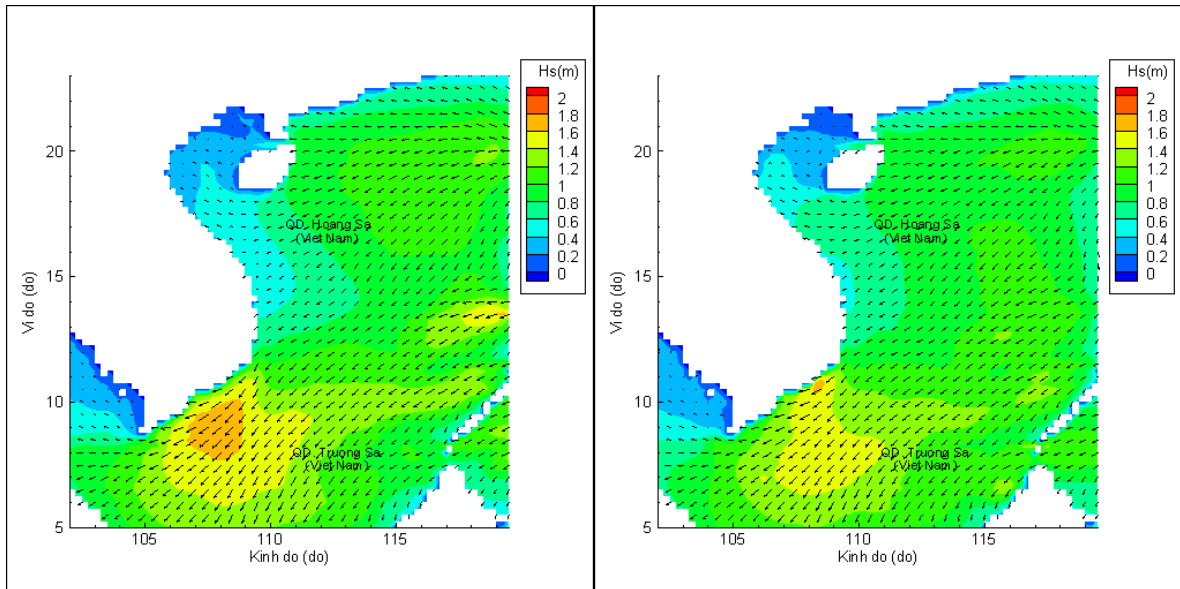 Hs(m)
2
1.8
1.6
1.4
1.2
1
0.8
0.6
0.4
0.2
0
QD. Hoang Sa
(Viet Nam)
QD. Truong Sa
(Viet Nam)
20
15
10
5
105
110
115
Vi do (do)
Kinh do (do)
Hs(m)
2
1.8
1.6
1.4
1.2
1
0.8
0.6
0.4
0.2
0
QD. Hoang Sa
(Viet Nam)
QD. Truong Sa
(Viet Nam)
20
15
10
5
105
110
115
Vi do (do)
Kinh do (do)